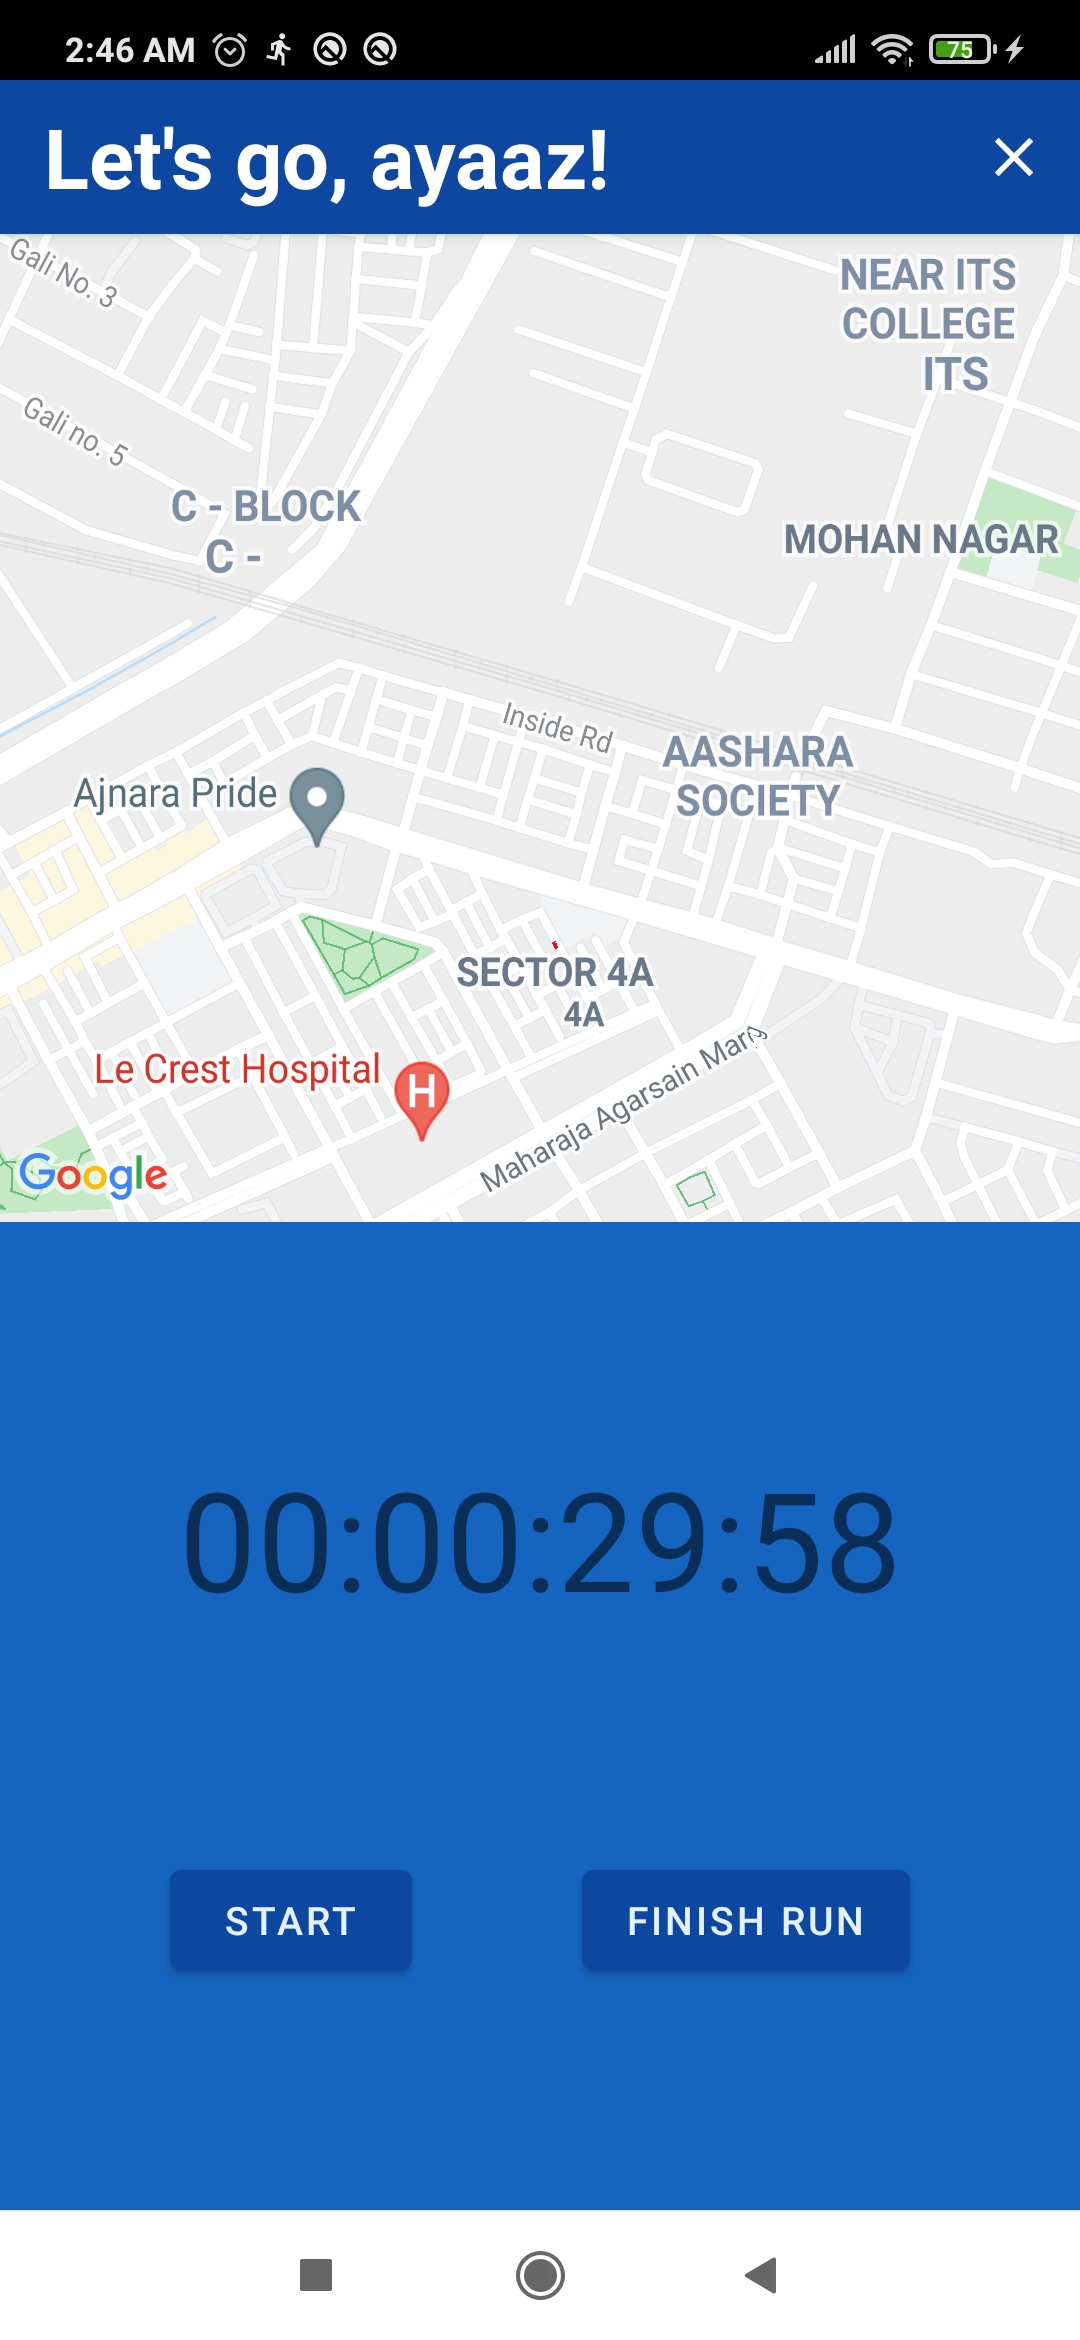 2:46 AM
75
Let's go, ayaaz!
Gali No. 3
NEAR ITS
COLLEGE
ITS
Gali no. 5
C - BLOCK
C -
MOHAN NAGAR
Inside Rd
AASHARA
SOCIETY
Ajnara Pride
SECTOR 4A
4A
Le Crest Hospital
H
Maharaja Agarsain Marg
Google
00:00:29:58
START
FINISH RUN